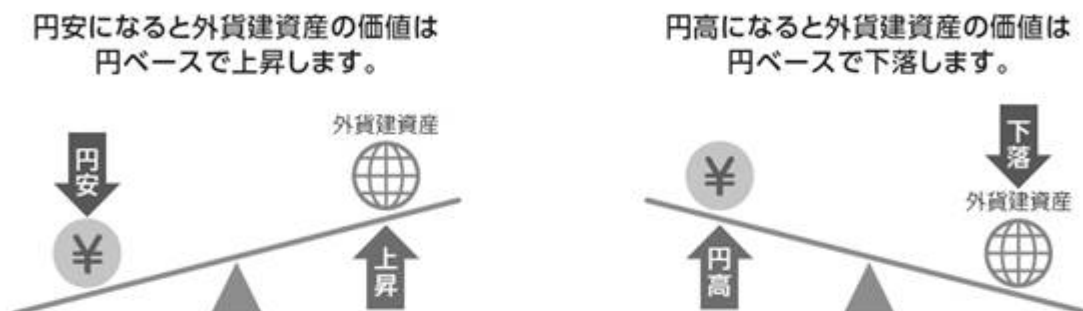 円安になると外貨建資産の価値は
円ベースで上昇します。
外貨建資産
円安
¥
上昇
円高になると外貨建資産の価値は
円ベースで下落します。
下落
¥
外貨建資産
円高